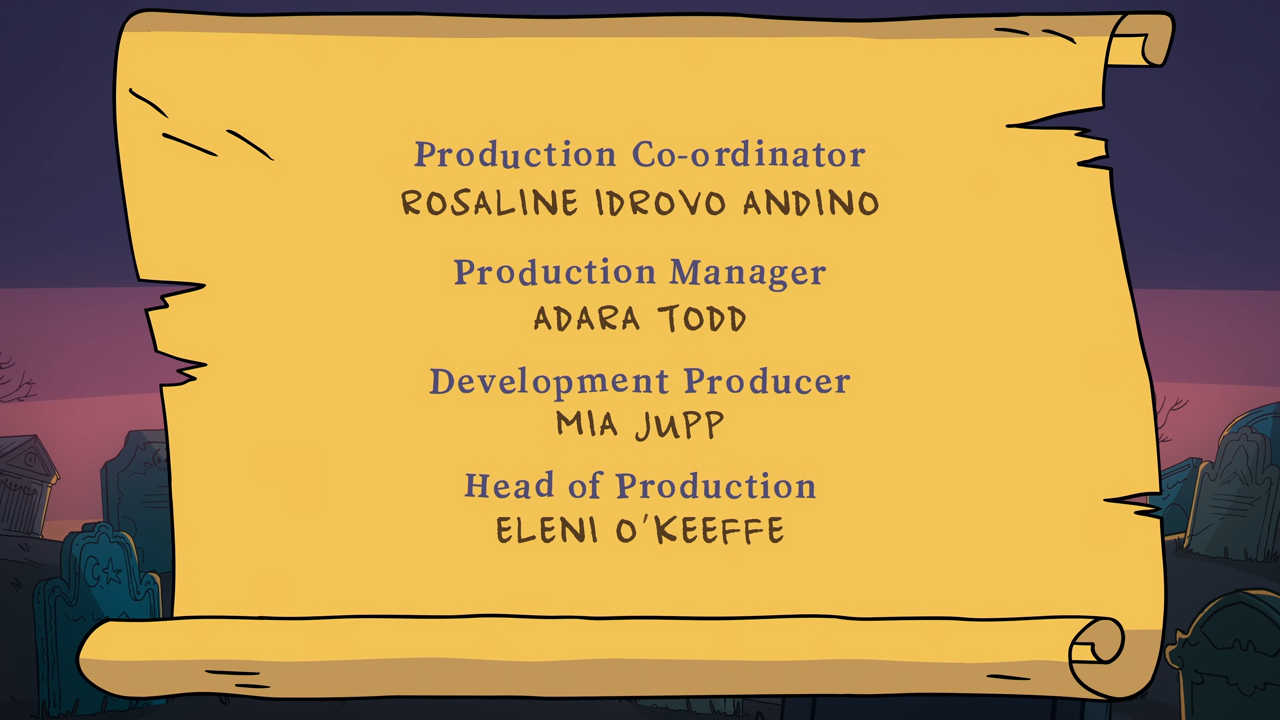 Production Co-ordinator
ROSALINE IDROVO ANDINO
Production Manager
ADARA TODD
Development Producer
MIA JUPP
Head of Production
ELENI O'KEEFFE